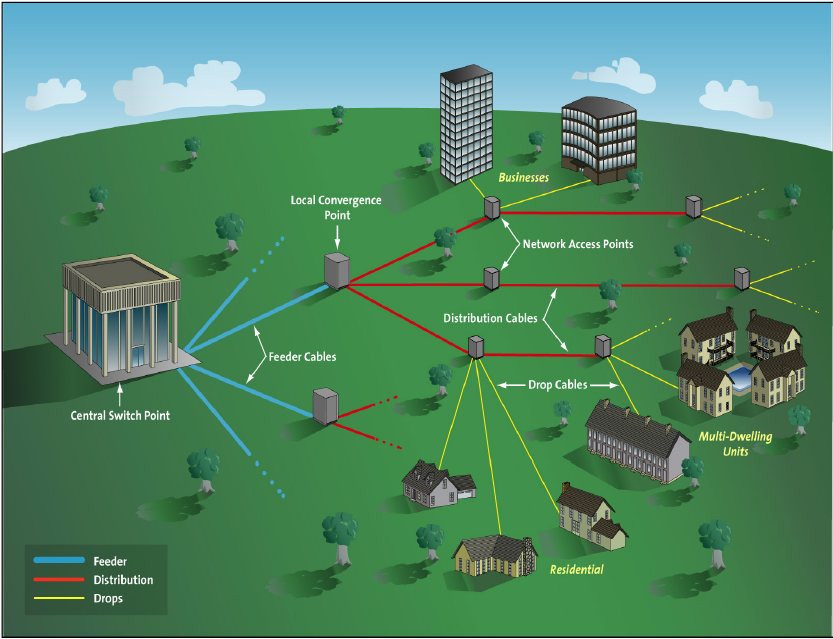 Businesses
Local Convergence
Point
Network Access Points
Distribution Cables
Feeder Cables
Drop Cables
Central Switch Point
Multi-Dwelling
Units
Residential
Feeder
Distribution
Drops